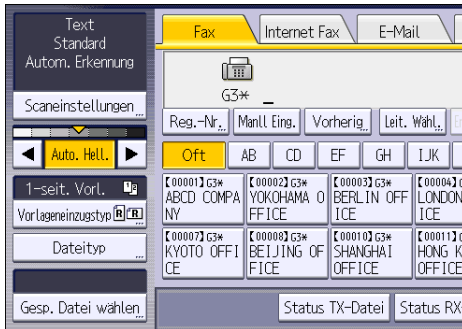 Text
Standard
Autom. Erkennung
Scaneinstellungen
Auto. Hell.
1-seit. Vorl.
Vorlageneinzugstyp
Dateityp
Gesp. Datei wählen
Fax
Internet Fax
E-Mail
G3* _
Reg.-Nr.
Manll Eing.
Vorherig.
Leit. Wähl.
Oft
AB
CD
EF
GH
IJK
【00001】G3*
ABCD COMPA
NY
【00002】G3*
YOKOHAMA O
FFICE
【00003】G3*
BERLIN OFF
ICE
【00004】G
LONDON
ICE
【00007】G3*
KYOTO OFFI
CE
【00008】G3*
BEIJING OF
FICE
【00010】G3*
SHANGHAI
OFFICE
【00011】G
HONG K
OFFICE
Status TX-Datei
Status RX